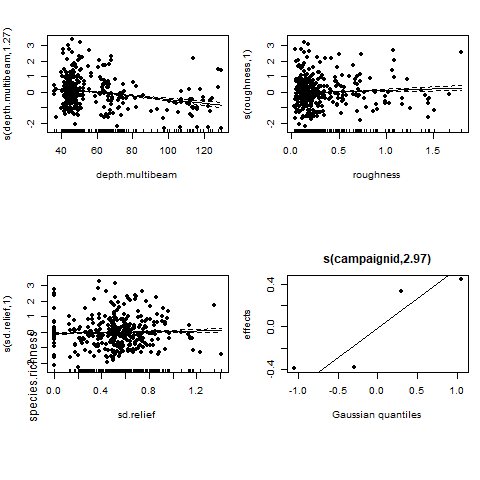 s(depth.multibeam,1.27)
3
2
1
0
-2
40 60 80 100 120
depth.multibeam
s(roughness,1)
3
2
1
0
-2
0.0 0.5 1.0 1.5
roughness
s(sd.relief,1)
species.richness
3
2
1
0
-2
0.0 0.4 0.8 1.2
sd.relief
s(campaignid,2.97)
effects
0.4
0.0
-0.4
-1.0 -0.5 0.0 0.5 1.0
Gaussian quantiles